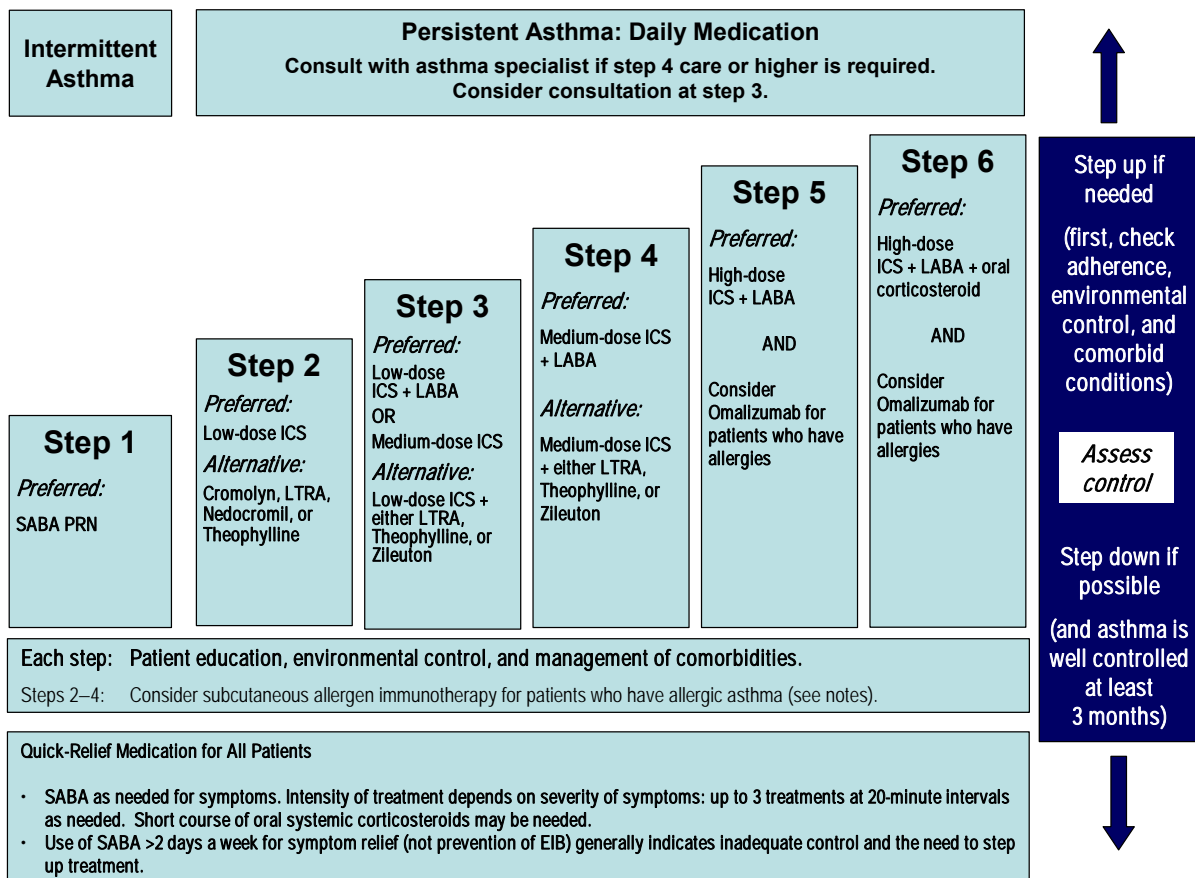 Intermittent
Asthma
Persistent Asthma: Daily Medication
Consult with asthma specialist if step 4 care or higher is required.
Consider consultation at step 3.
Step 1
Preferred:
SABA PRN
Step 2
Preferred:
Low-dose ICS
Alternative:
Cromolyn, LTRA,
Nedocromil, or
Theophylline
Step 3
Preferred:
Low-dose
ICS + LABA
OR
Medium-dose ICS
Alternative:
Low-dose ICS +
either LTRA,
Theophylline, or
Zileuton
Step 4
Preferred:
Medium-dose ICS
+ LABA
Alternative:
Medium-dose ICS
+ either LTRA,
Theophylline, or
Zileuton
Step 5
Preferred:
High-dose
ICS + LABA
AND
Consider
Omalizumab for
patients who have
allergies
Step 6
Preferred:
High-dose
ICS + LABA + oral
corticosteroid
AND
Consider
Omalizumab for
patients who have
allergies
Step up if
needed
(first, check
adherence,
environmental
control, and
comorbid
conditions)
Assess
control
Step down if
possible
(and asthma is
well controlled
at least
3 months)
Each step: Patient education, environmental control, and management of comorbidities.
Steps 2–4: Consider subcutaneous allergen immunotherapy for patients who have allergic asthma (see notes).
Quick-Relief Medication for All Patients
• SABA as needed for symptoms. Intensity of treatment depends on severity of symptoms: up to 3 treatments at 20-minute intervals
as needed. Short course of oral systemic corticosteroids may be needed.
• Use of SABA >2 days a week for symptom relief (not prevention of EIB) generally indicates inadequate control and the need to step
up treatment.